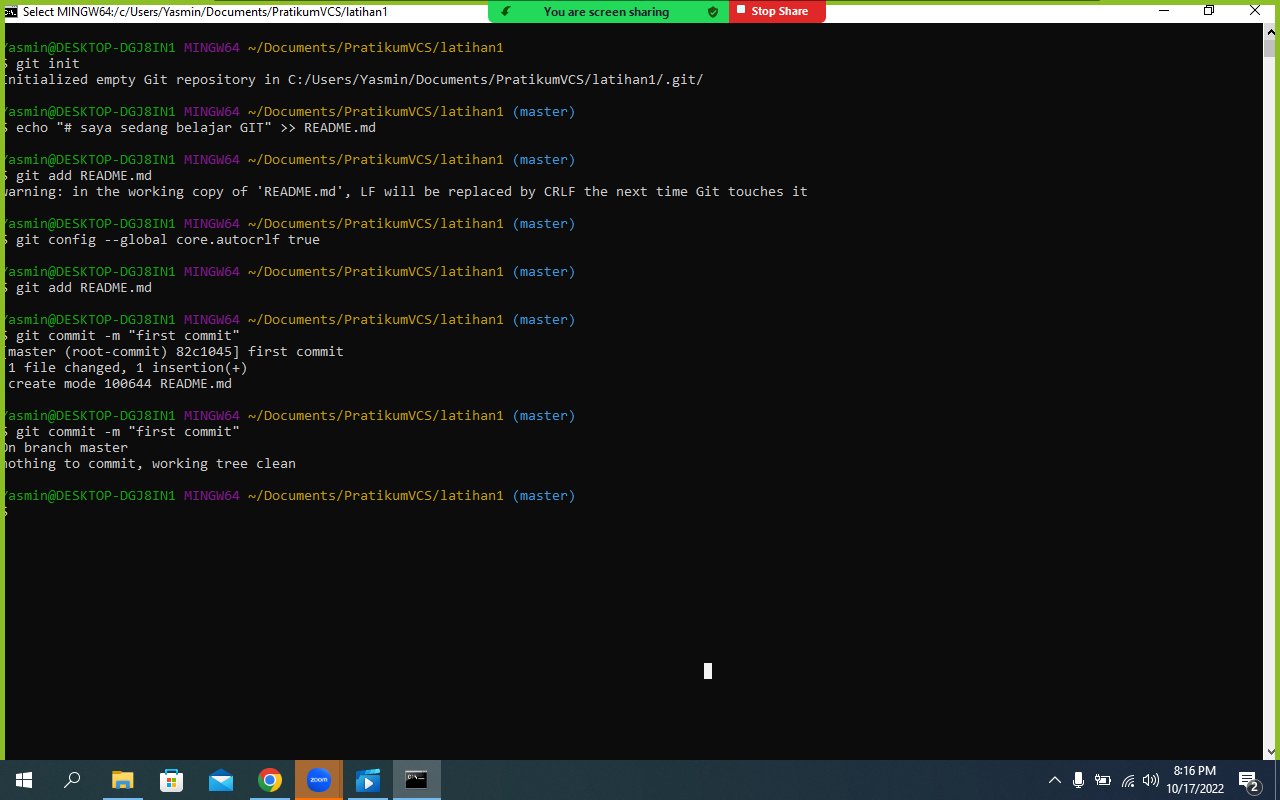 Select MINGW64:/c/Users/Yasmin/Documents/PratikumVCS/latihan1
You are screen sharing
Stop Share
Yasmin@DESKTOP-DGJ8IN1 MINGW64 ~/Documents/PratikumVCS/latihan1
$ git init
Initialized empty Git repository in C:/Users/Yasmin/Documents/PratikumVCS/latihan1/.git/
Yasmin@DESKTOP-DGJ8IN1 MINGW64 ~/Documents/PratikumVCS/latihan1 (master)
$ echo "# saya sedang belajar GIT" >> README.md
Yasmin@DESKTOP-DGJ8IN1 MINGW64 ~/Documents/PratikumVCS/latihan1 (master)
$ git add README.md
warning: in the working copy of 'README.md', LF will be replaced by CRLF the next time Git touches it
Yasmin@DESKTOP-DGJ8IN1 MINGW64 ~/Documents/PratikumVCS/latihan1 (master)
$ git config --global core.autocrlf true
Yasmin@DESKTOP-DGJ8IN1 MINGW64 ~/Documents/PratikumVCS/latihan1 (master)
$ git add README.md
Yasmin@DESKTOP-DGJ8IN1 MINGW64 ~/Documents/PratikumVCS/latihan1 (master)
$ git commit -m "first commit"
[master (root-commit) 82c1045] first commit
1 file changed, 1 insertion(+)
create mode 100644 README.md
Yasmin@DESKTOP-DGJ8IN1 MINGW64 ~/Documents/PratikumVCS/latihan1 (master)
$ git commit -m "first commit"
On branch master
nothing to commit, working tree clean
Yasmin@DESKTOP-DGJ8IN1 MINGW64 ~/Documents/PratikumVCS/latihan1 (master)
$
zoom
8:16 PM
10/17/2022
2